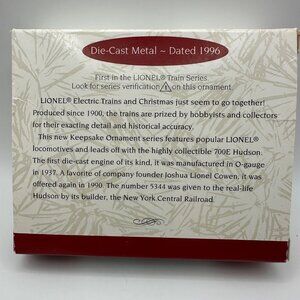 Die-Cast Metal ~ Dated 1996
First in the LIONEL® Train Series.
Look for series verification on this ornament.
LIONEL® Electric Trains and Christmas just seem to go together!
Produced since 1900, the trains are prized by hobbyists and collectors
for their exacting detail and historical accuracy.
This new Keepsake Ornament series features popular LIONEL®
locomotives and leads off with the highly collectible 700E Hudson.
The first die-cast engine of its kind, it was manufactured in O-gauge
in 1937. A favorite of company founder Joshua Lionel Cowen, it was
offered again in 1990. The number 5344 was given to the real-life
Hudson by its builder, the New York Central Railroad.